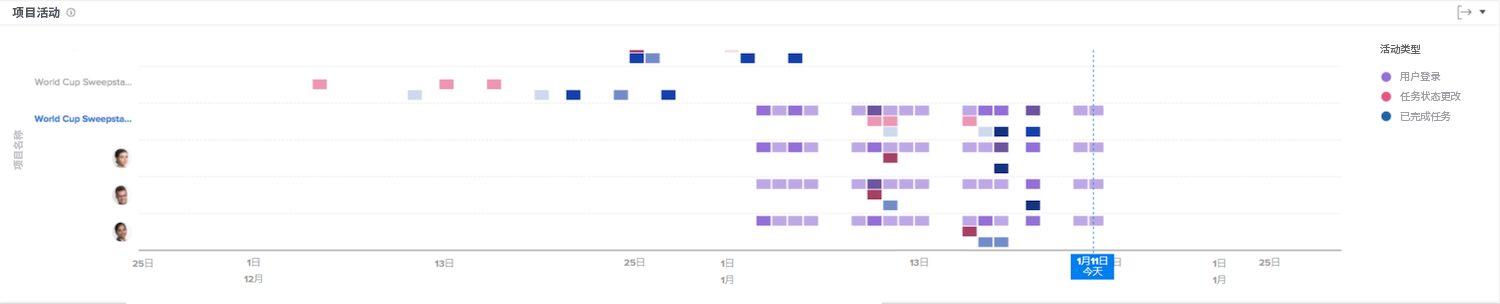 项目活动
活动类型
用户登录
任务状态更改
已完成任务
World Cup Sweepsta...
World Cup Sweepsta...
项目名称
25日
1日
12月
13日
25日
1日
1月
13日
1月11日
今天
日
1日
1月
25日